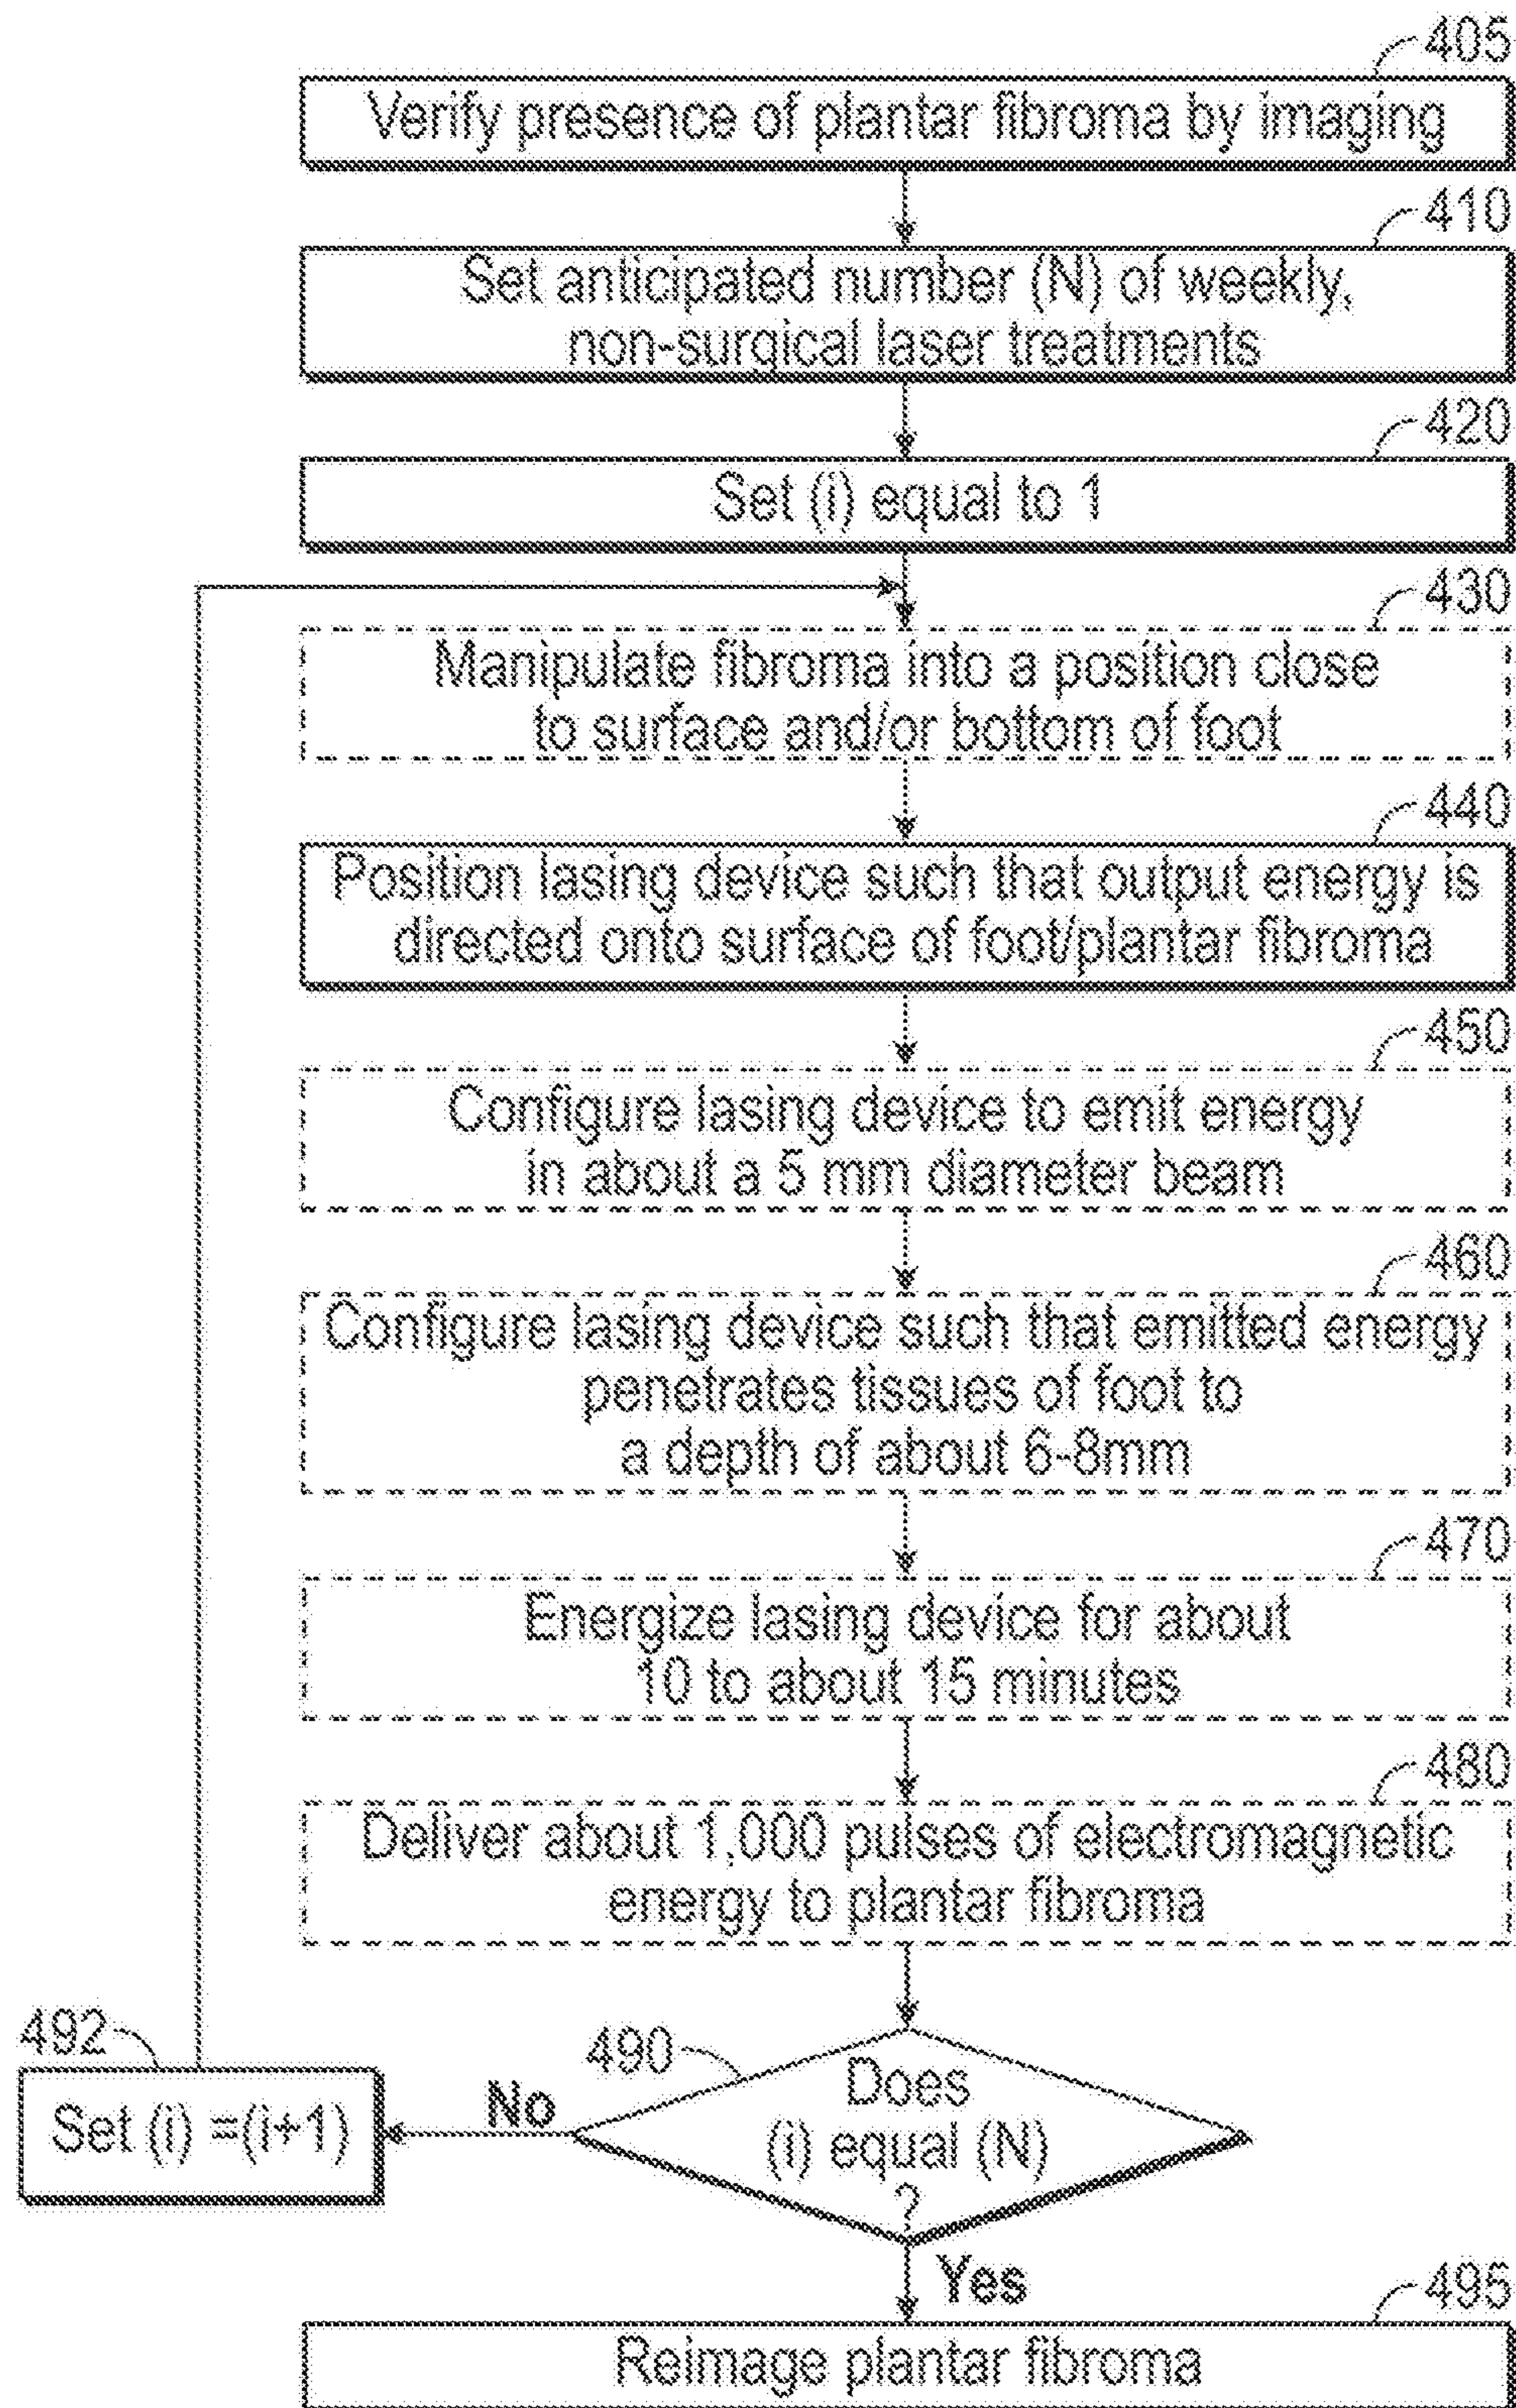 405
Verify presence of plantar fibroma by imaging
410
Set anticipated number (N) of weekly,
non-surgical laser treatments
420
Set (i) equal to 1
430
Manipulate fibroma into a position close
to surface and/or bottom of foot
440
Position lasing device such that output energy is
directed onto surface of foot/plantar fibroma
450
Configure lasing device to emit energy
in about a 5 mm diameter beam
460
Configure lasing device such that emitted energy
penetrates tissues of foot to
a depth of about 6-8mm
470
Energize lasing device for about
10 to about 15 minutes
480
Deliver about 1,000 pulses of electromagnetic
energy to plantar fibroma
492
490
Does
No
Set (i) =(i+1)
(i) equal (N)
?
Yes
495
Reimage plantar fibroma